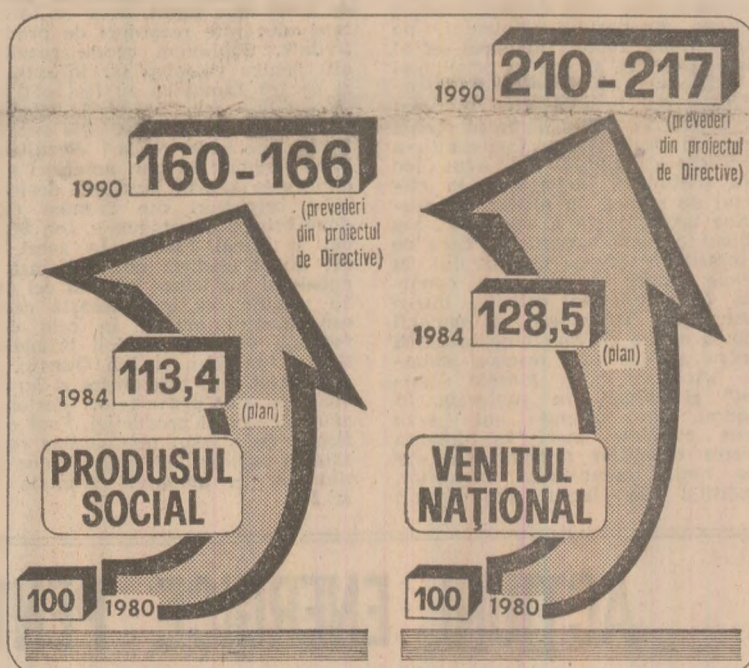 1990 160-166
(prevederi
din proiectul
de Directive)
1984 113,4
(plan)
PRODUSUL
SOCIAL
100 1980
1990 210-217
(prevederi
din proiectul
de Directive)
1984 128,5
(plan)
VENITUL
NAȚIONAL
100 1980